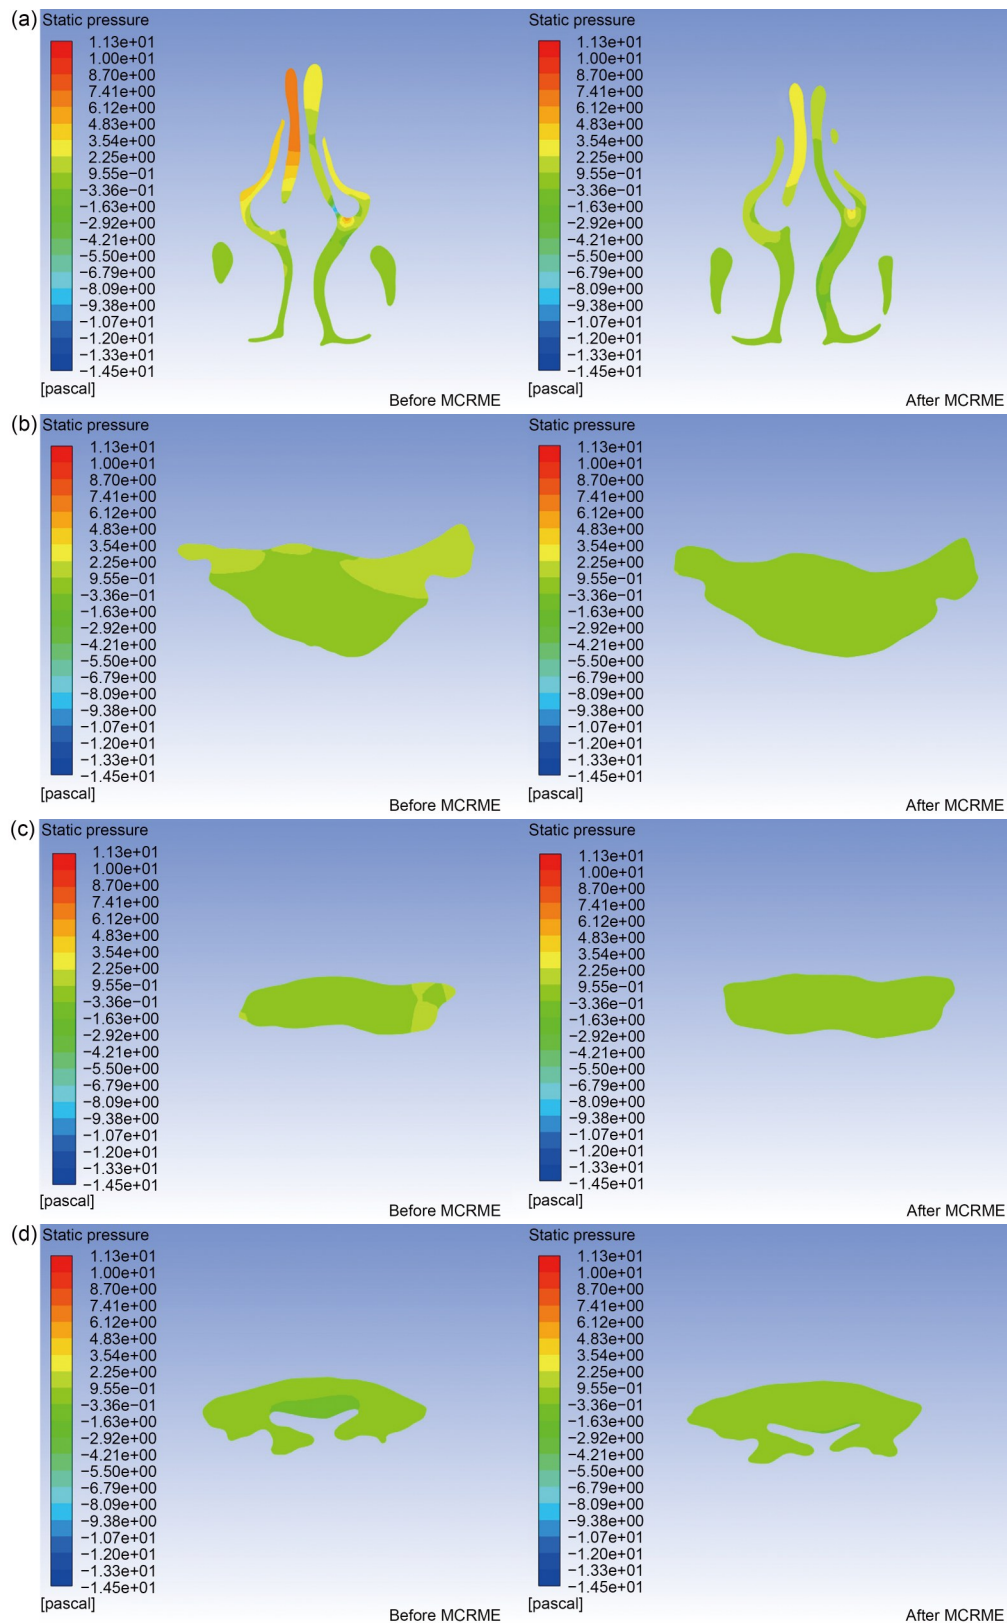 (a)
Static pressure
1.13e+01
1.00e+01
8.70e+00
7.41e+00
6.12e+00
4.83e+00
3.54e+00
2.25e+00
9.55e−01
−3.36e−01
−1.63e+00
−2.92e+00
−4.21e+00
−5.50e+00
−6.79e+00
−8.09e+00
−9.38e+00
−1.07e+01
−1.20e+01
−1.33e+01
−1.45e+01
[pascal]
Before MCRME
Static pressure
1.13e+01
1.00e+01
8.70e+00
7.41e+00
6.12e+00
4.83e+00
3.54e+00
2.25e+00
9.55e−01
−3.36e−01
−1.63e+00
−2.92e+00
−4.21e+00
−5.50e+00
−6.79e+00
−8.09e+00
−9.38e+00
−1.07e+01
−1.20e+01
−1.33e+01
−1.45e+01
[pascal]
After MCRME
(b)
Static pressure
1.13e+01
1.00e+01
8.70e+00
7.41e+00
6.12e+00
4.83e+00
3.54e+00
2.25e+00
9.55e−01
−3.36e−01
−1.63e+00
−2.92e+00
−4.21e+00
−5.50e+00
−6.79e+00
−8.09e+00
−9.38e+00
−1.07e+01
−1.20e+01
−1.33e+01
−1.45e+01
[pascal]
Before MCRME
Static pressure
1.13e+01
1.00e+01
8.70e+00
7.41e+00
6.12e+00
4.83e+00
3.54e+00
2.25e+00
9.55e−01
−3.36e−01
−1.63e+00
−2.92e+00
−4.21e+00
−5.50e+00
−6.79e+00
−8.09e+00
−9.38e+00
−1.07e+01
−1.20e+01
−1.33e+01
−1.45e+01
[pascal]
After MCRME
(c)
Static pressure
1.13e+01
1.00e+01
8.70e+00
7.41e+00
6.12e+00
4.83e+00
3.54e+00
2.25e+00
9.55e−01
−3.36e−01
−1.63e+00
−2.92e+00
−4.21e+00
−5.50e+00
−6.79e+00
−8.09e+00
−9.38e+00
−1.07e+01
−1.20e+01
−1.33e+01
−1.45e+01
[pascal]
Before MCRME
Static pressure
1.13e+01
1.00e+01
8.70e+00
7.41e+00
6.12e+00
4.83e+00
3.54e+00
2.25e+00
9.55e−01
−3.36e−01
−1.63e+00
−2.92e+00
−4.21e+00
−5.50e+00
−6.79e+00
−8.09e+00
−9.38e+00
−1.07e+01
−1.20e+01
−1.33e+01
−1.45e+01
[pascal]
After MCRME
(d)
Static pressure
1.13e+01
1.00e+01
8.70e+00
7.41e+00
6.12e+00
4.83e+00
3.54e+00
2.25e+00
9.55e−01
−3.36e−01
−1.63e+00
−2.92e+00
−4.21e+00
−5.50e+00
−6.79e+00
−8.09e+00
−9.38e+00
−1.07e+01
−1.20e+01
−1.33e+01
−1.45e+01
[pascal]
Before MCRME
Static pressure
1.13e+01
1.00e+01
8.70e+00
7.41e+00
6.12e+00
4.83e+00
3.54e+00
2.25e+00
9.55e−01
−3.36e−01
−1.63e+00
−2.92e+00
−4.21e+00
−5.50e+00
−6.79e+00
−8.09e+00
−9.38e+00
−1.07e+01
−1.20e+01
−1.33e+01
−1.45e+01
[pascal]
After MCRME